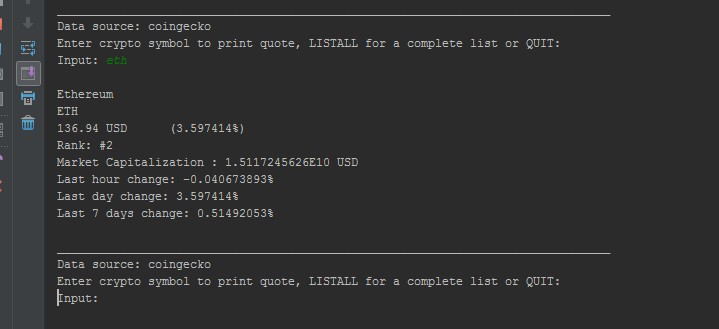 Data source: coingecko
Enter crypto symbol to print quote, LISTALL for a complete list or QUIT:
Input: eth
Ethereum
ETH
136.94 USD (3.597414%)
Rank: #2
Market Capitalization : 1.5117245626E10 USD
Last hour change: -0.040673893%
Last day change: 3.597414%
Last 7 days change: 0.51492053%
Data source: coingecko
Enter crypto symbol to print quote, LISTALL for a complete list or QUIT:
Input: